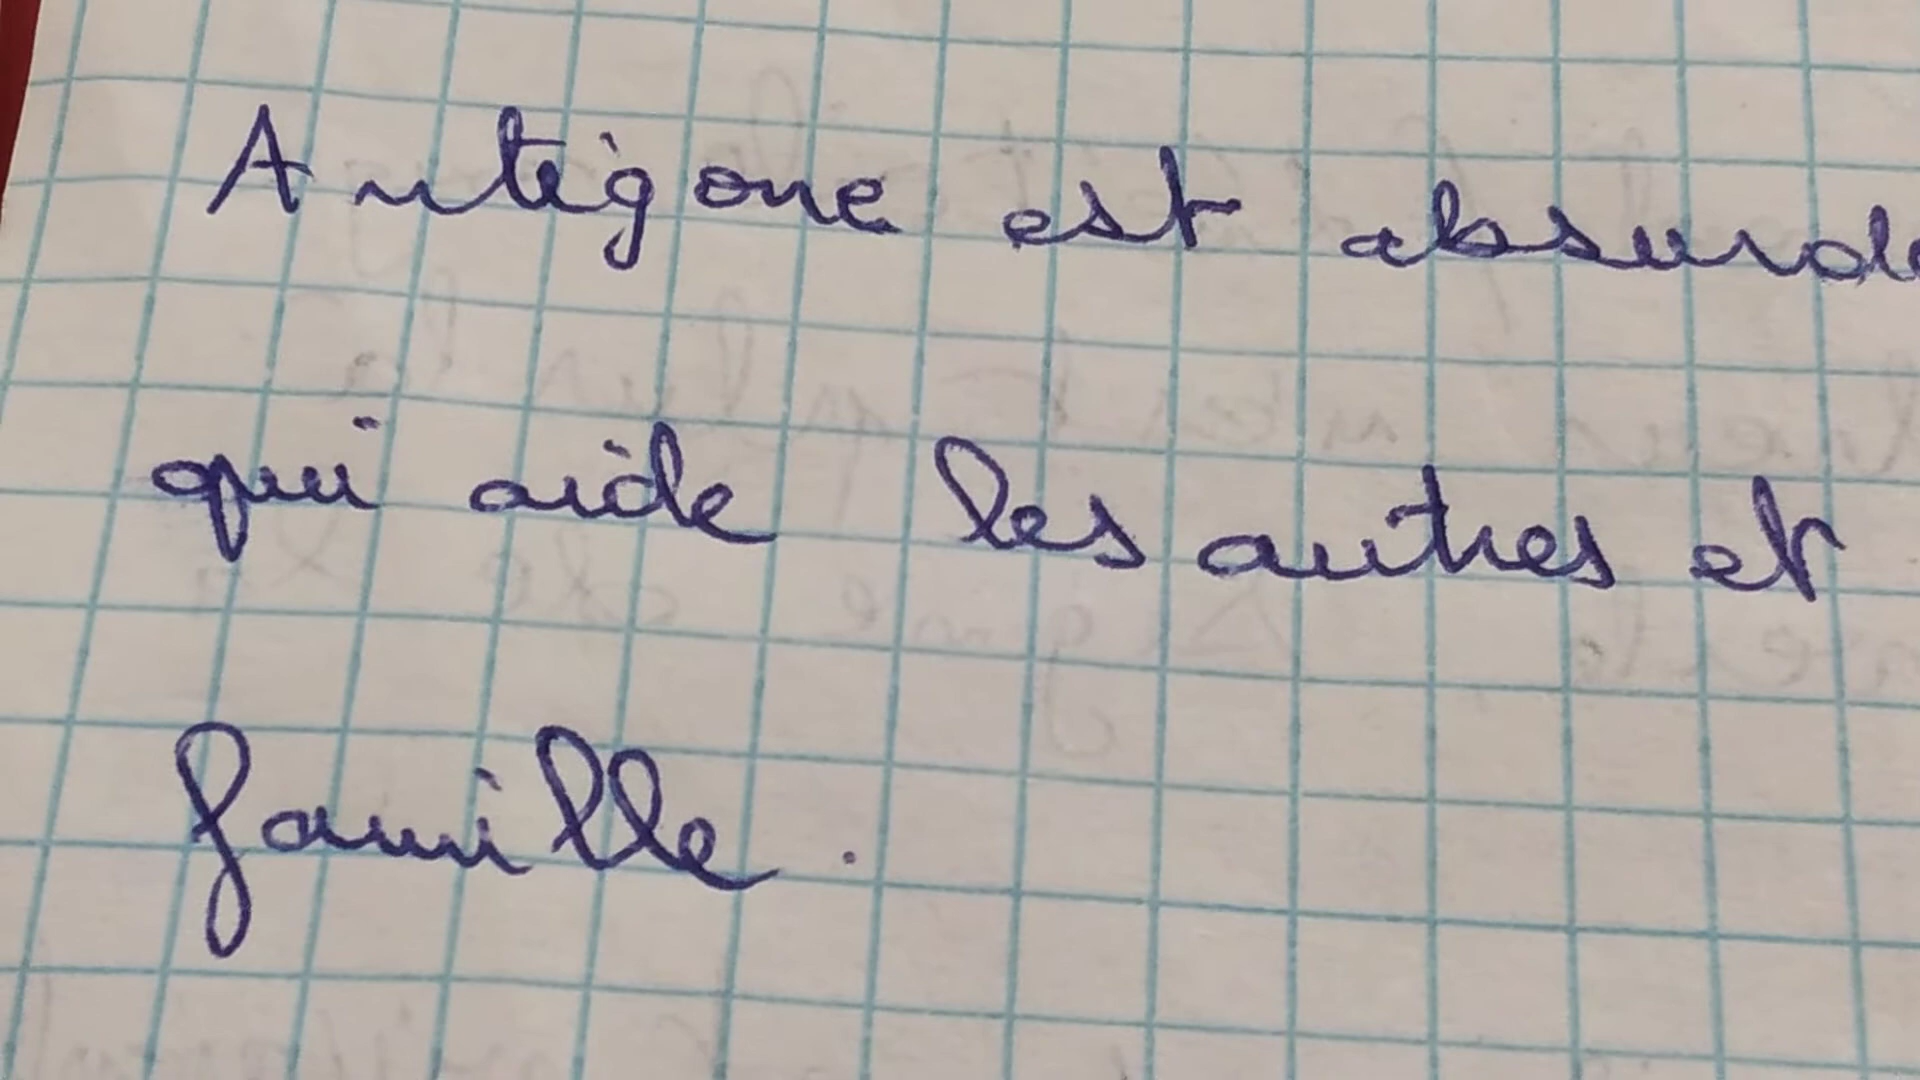 Antigone est absurde
qui aide les autres et
famille .